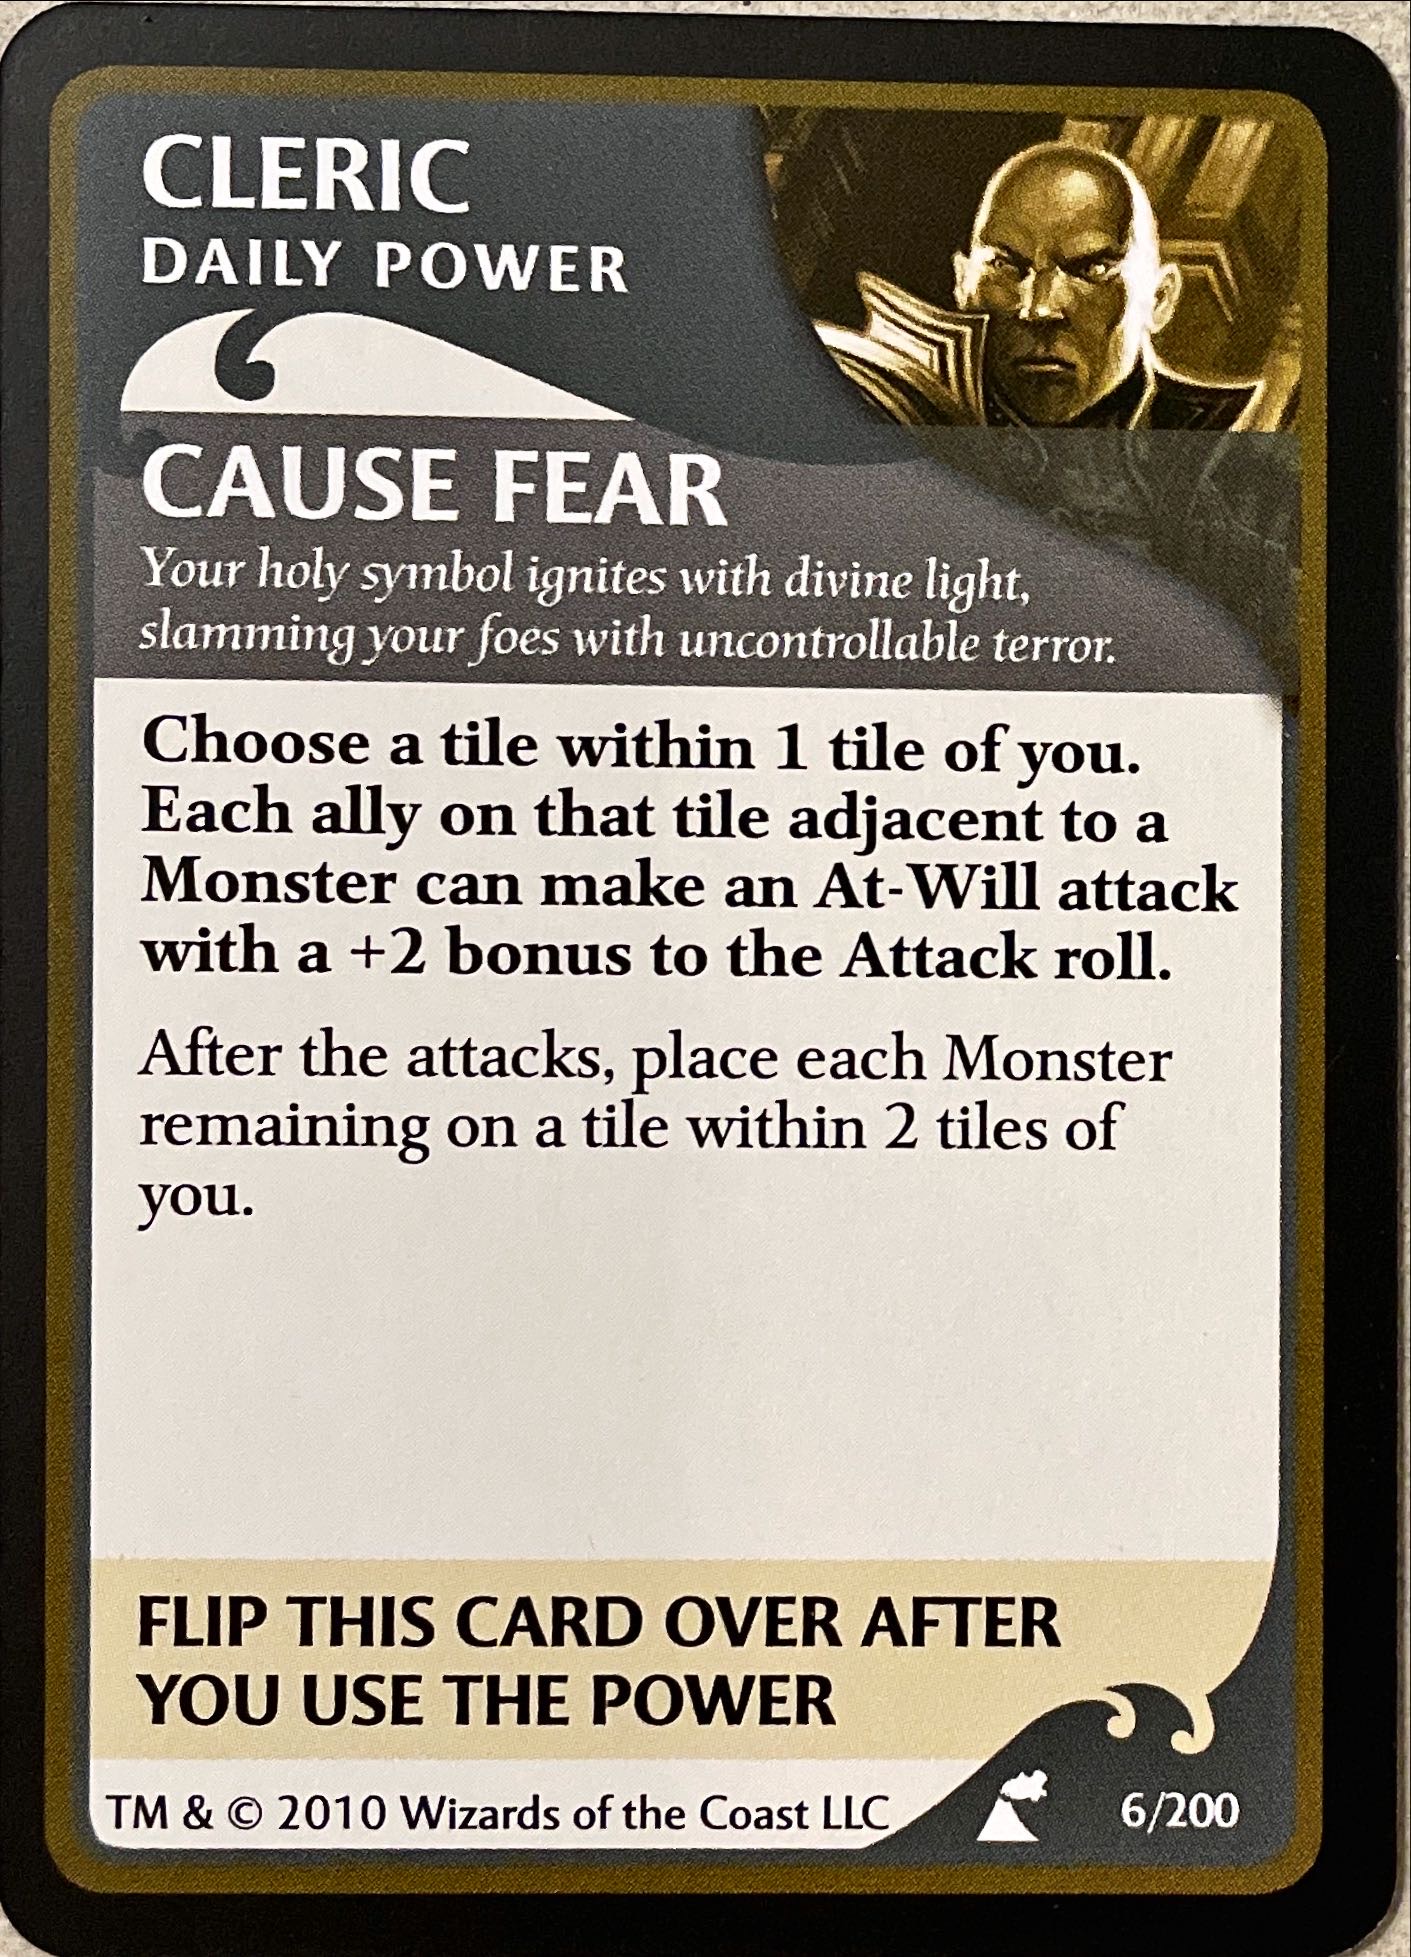 CLERIC
DAILY POWER
CAUSE FEAR
Your holy symbol ignites with divine light,
slamming your foes with uncontrollable terror.
Choose a tile within 1 tile of you.
Each ally on that tile adjacent to a
Monster can make an At-Will attack
with a +2 bonus to the Attack roll.
After the attacks, place each Monster
remaining on a tile within 2 tiles of
you.
FLIP THIS CARD OVER AFTER
YOU USE THE POWER
TM & © 2010 Wizards of the Coast LLC
6/200